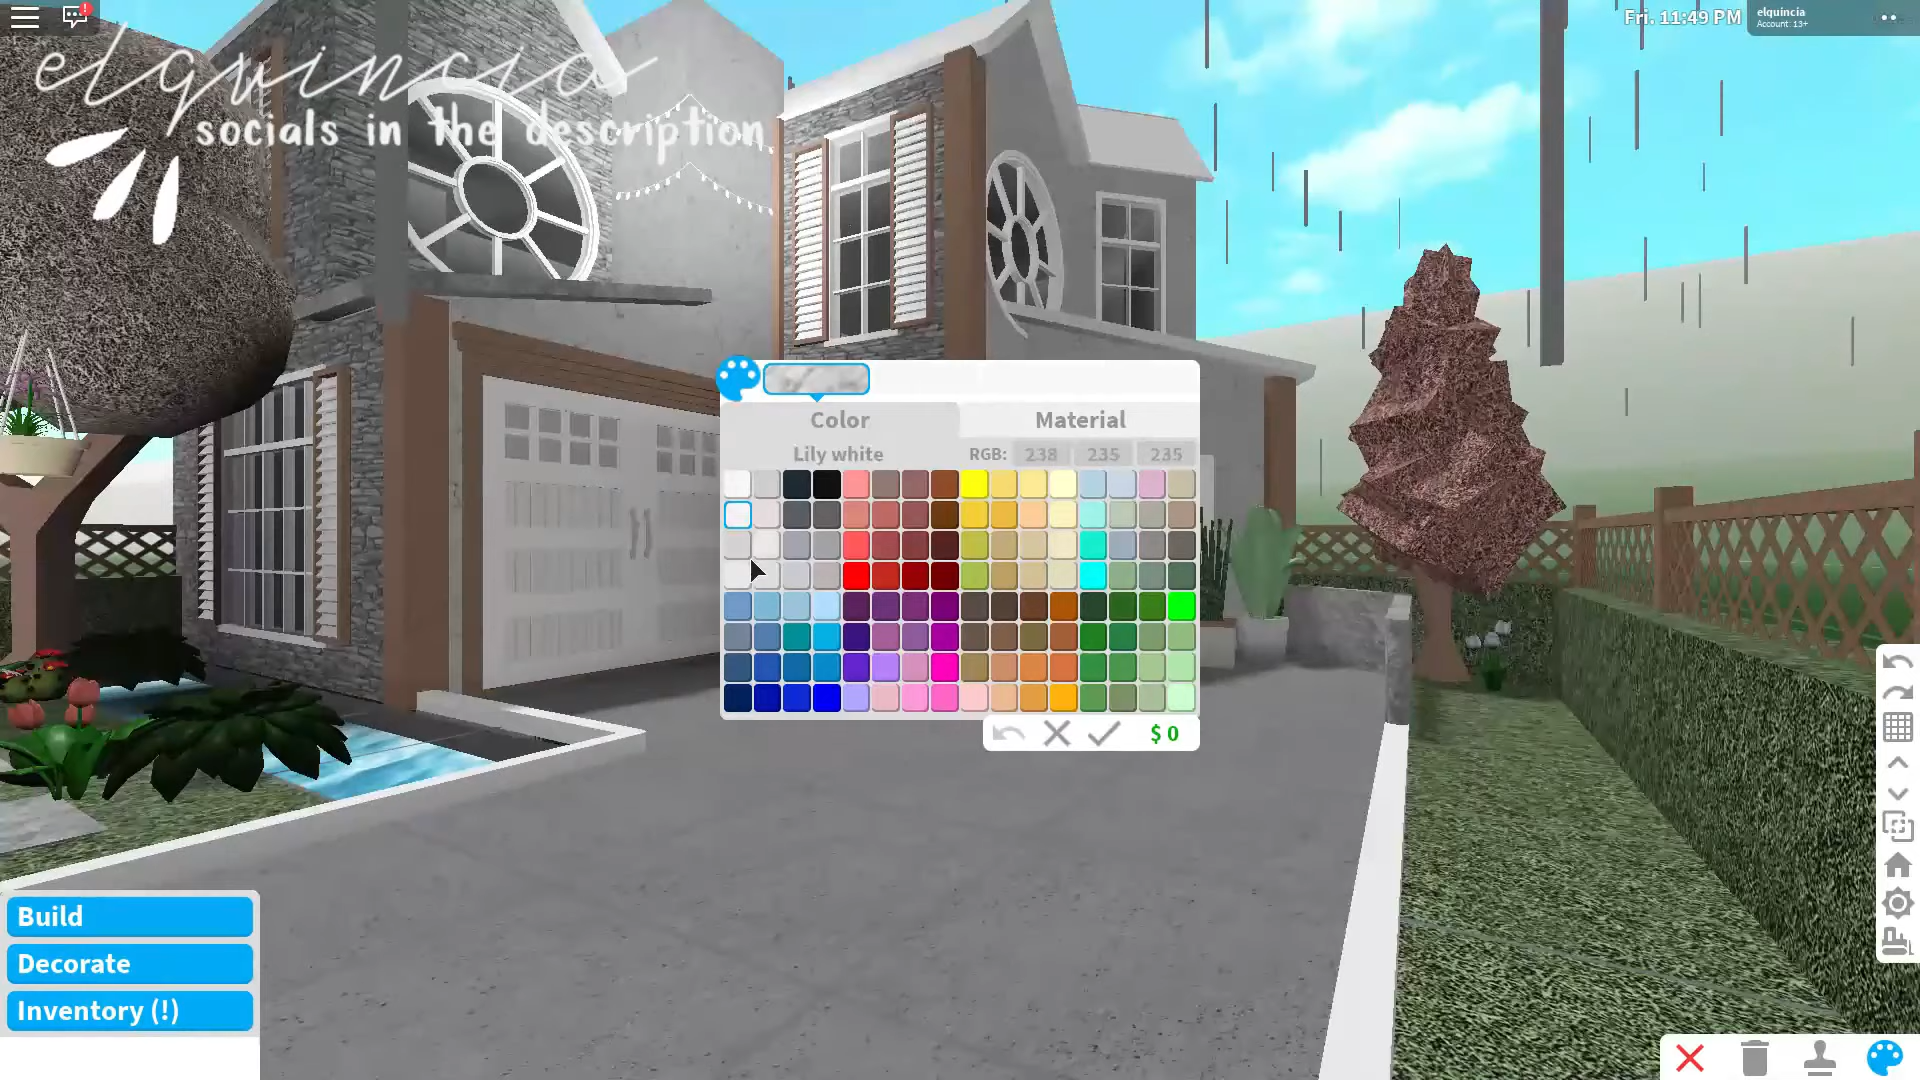 Fri. 11:49 PM
elquincia
Account: 13+
elquincia
socials in the description
Color
Material
Lily white
RGB: 238 235 235
$ 0
Build
Decorate
Inventory (!)